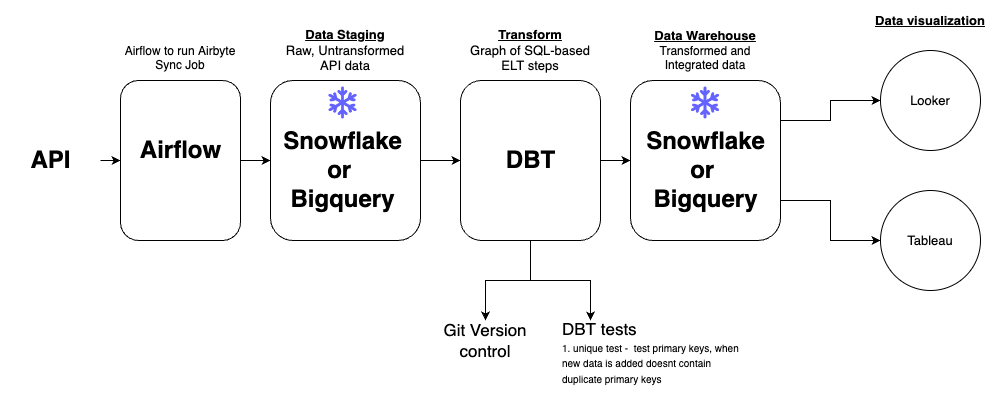 Data visualization
Airflow to run Airbyte
Sync Job
Data Staging
Raw, Untransformed
API data
Transform
Graph of SQL-based
ELT steps
Data Warehouse
Transformed and
Integrated data
API
Airflow
Snowflake
or
Bigquery
DBT
Snowflake
or
Bigquery
Looker
Tableau
Git Version
control
DBT tests
1. unique test - test primary keys, when
new data is added doesnt contain
duplicate primary keys